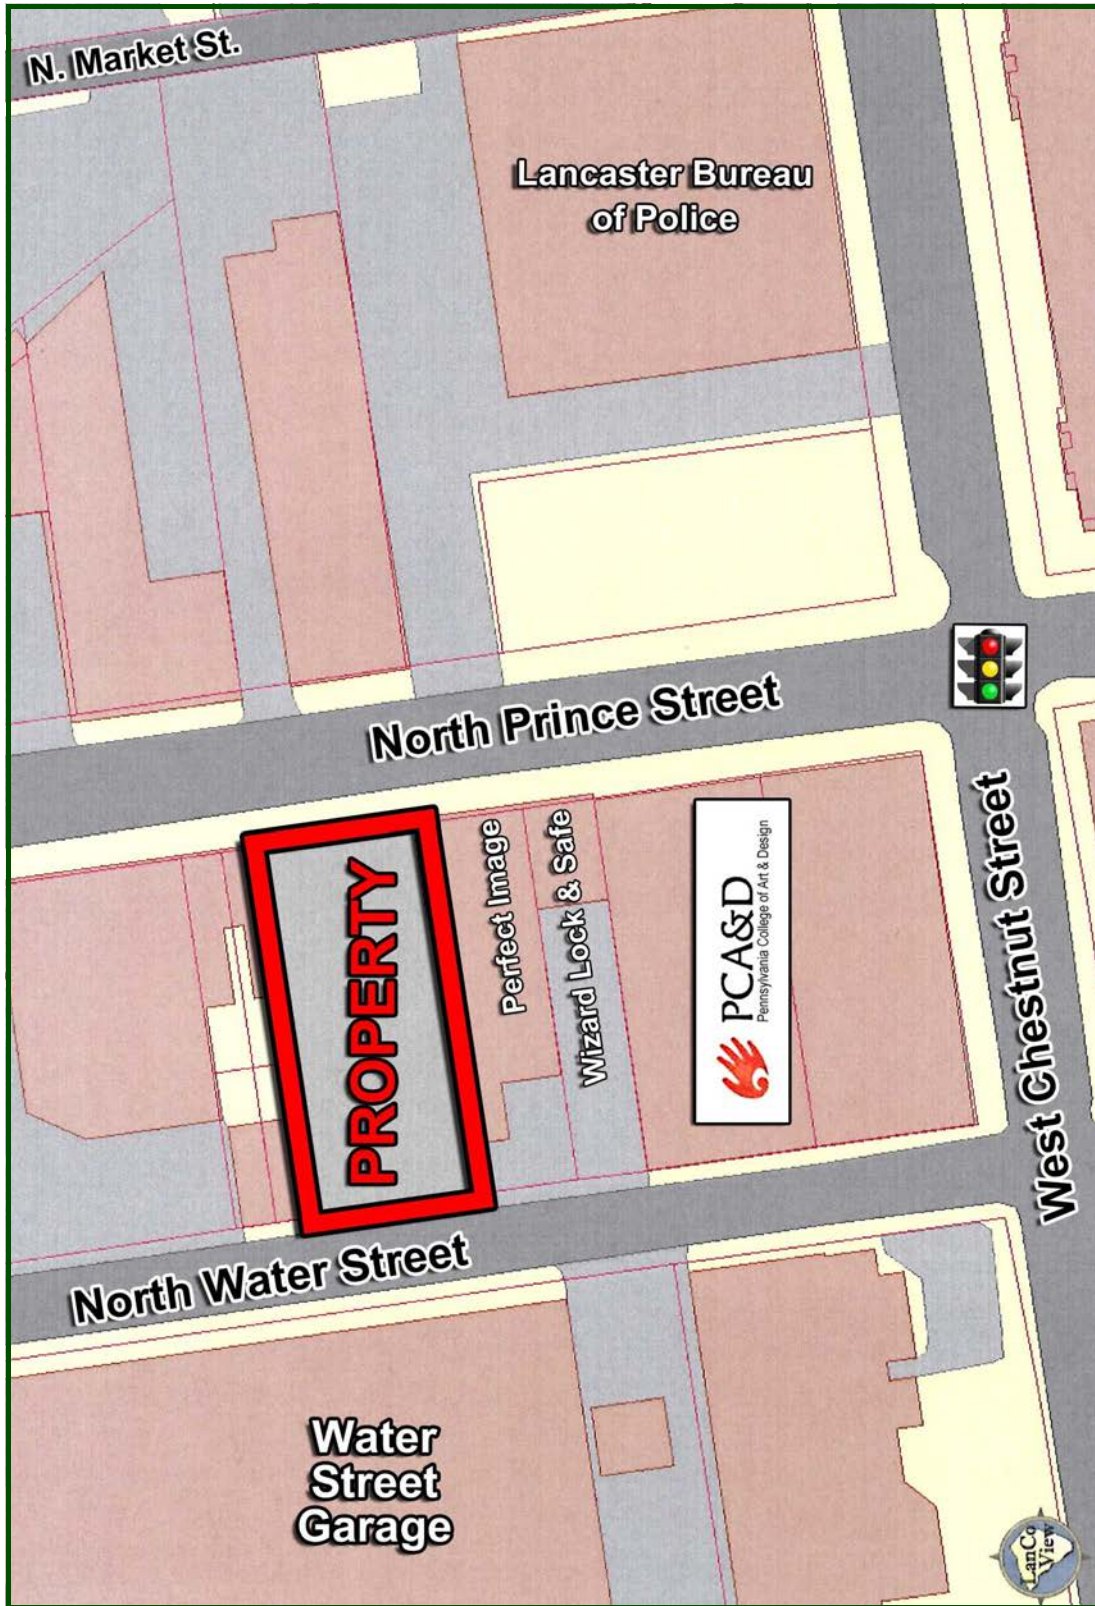 N. Market St.
Lancaster Bureau
of Police
North Prince Street
PROPERTY
Perfect Image
Wizard Lock & Safe
PCA&D
Pennsylvania College of Art & Design
West Chestnut Street
North Water Street
Water
Street
Garage
LanCo
View